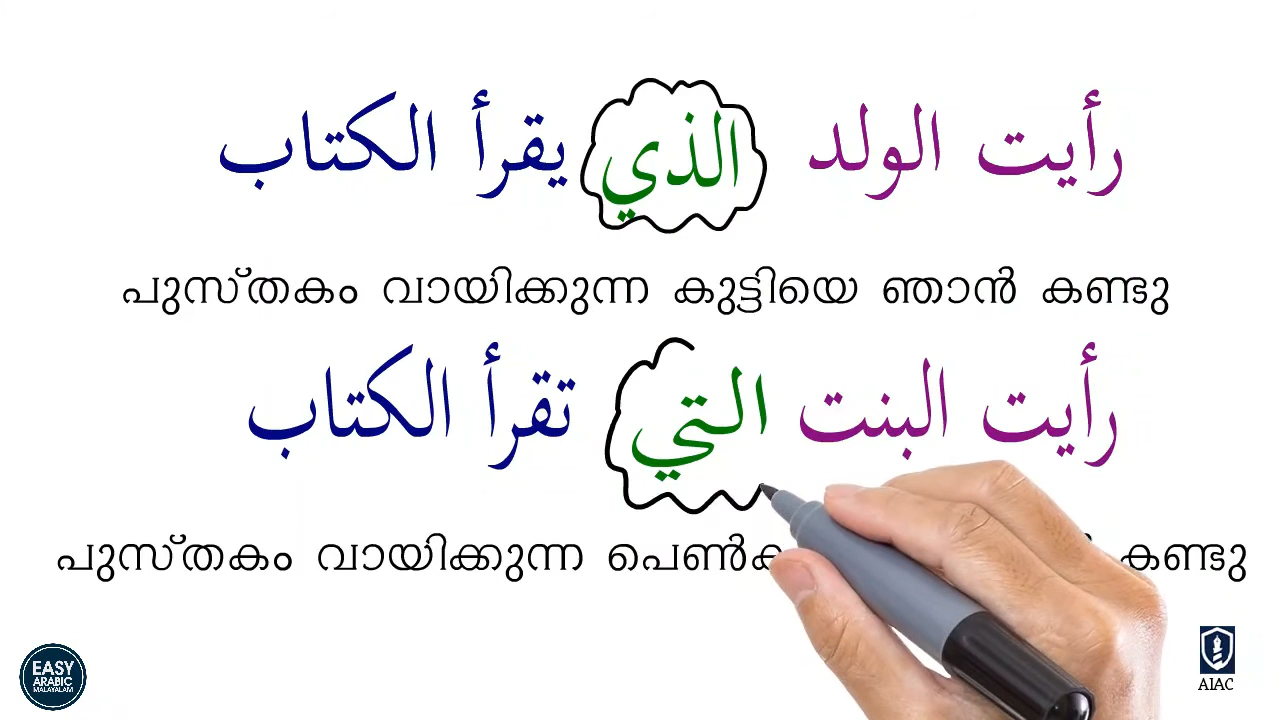 رأيت الولد الذي يقرأ الكتاب
പുസ്തകം വായിക്കുന്ന കുട്ടിയെ ഞാൻ കണ്ടു
رأيت البنت التي تقرأ الكتاب
പുസ്തകം വായിക്കുന്ന കണ്ടു
EASY
ARABIC
MALAYALAM
AIAC